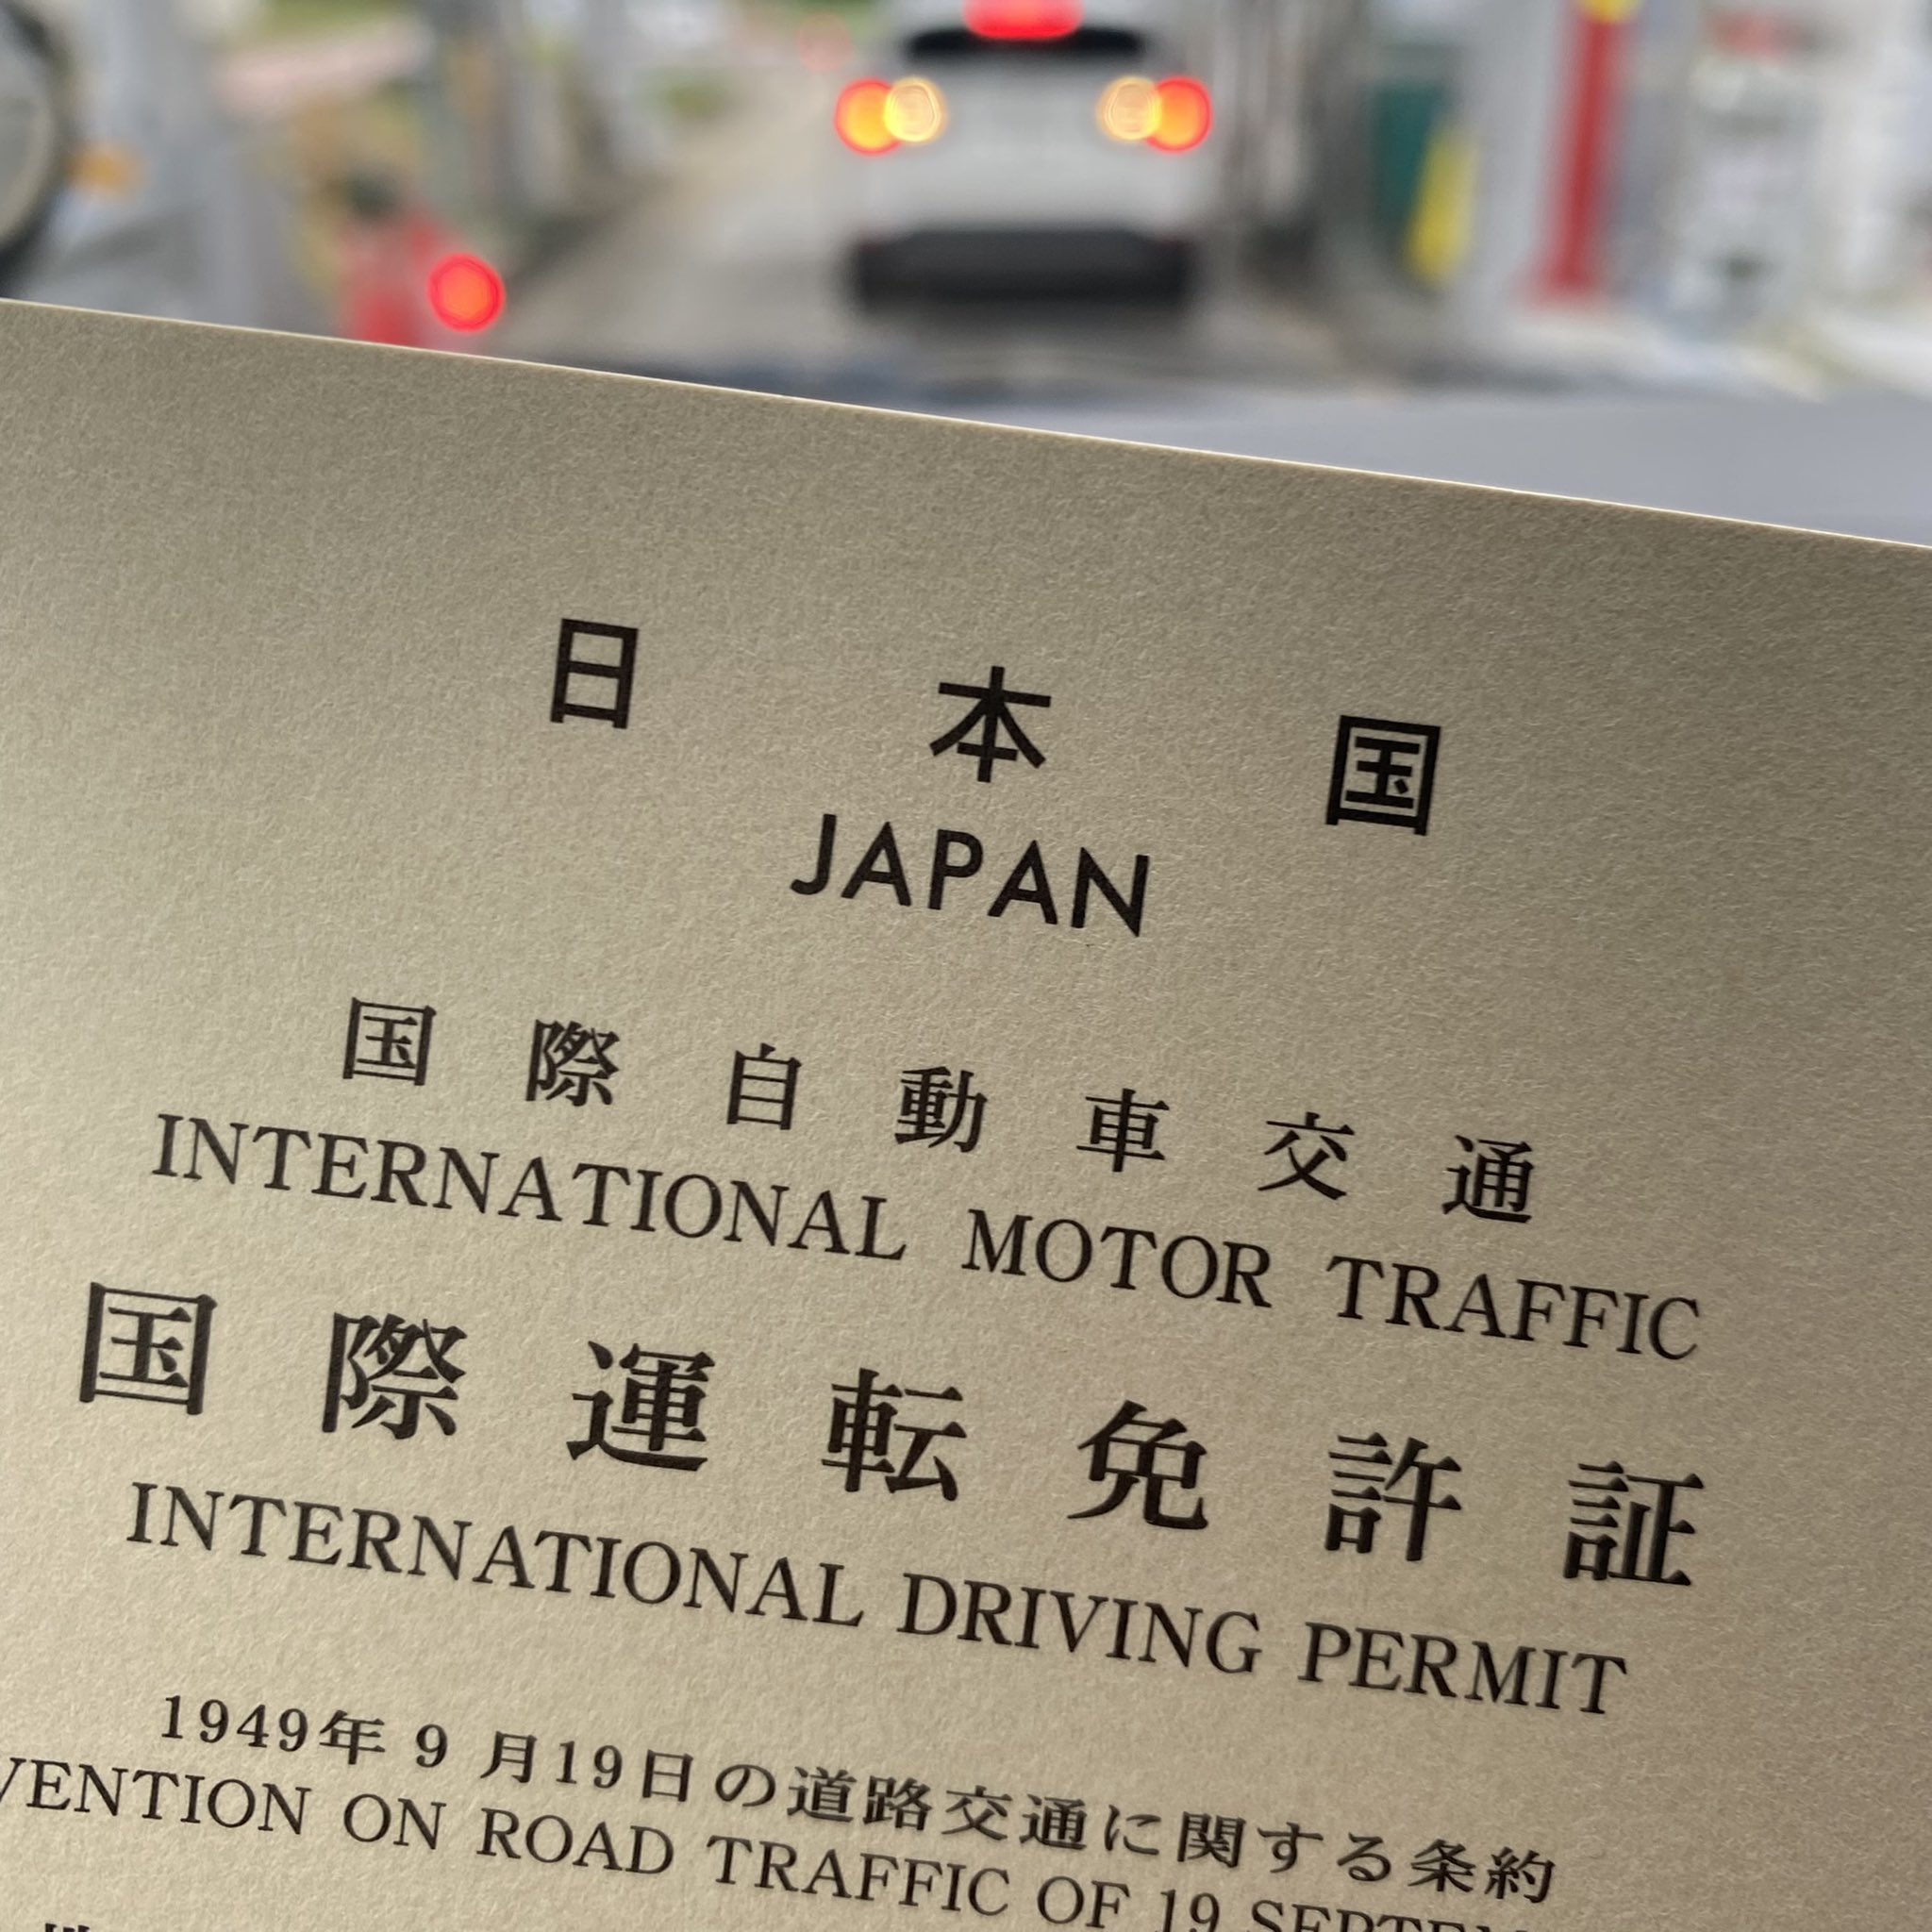 日本国
JAPAN
国際自動車交通
INTERNATIONAL MOTOR TRAFFIC
国際運転免許証
INTERNATIONAL DRIVING PERMIT
1949年9月19日の道路交通に関する条約
VENTION ON ROAD TRAFFIC OF 19 SEPTEM